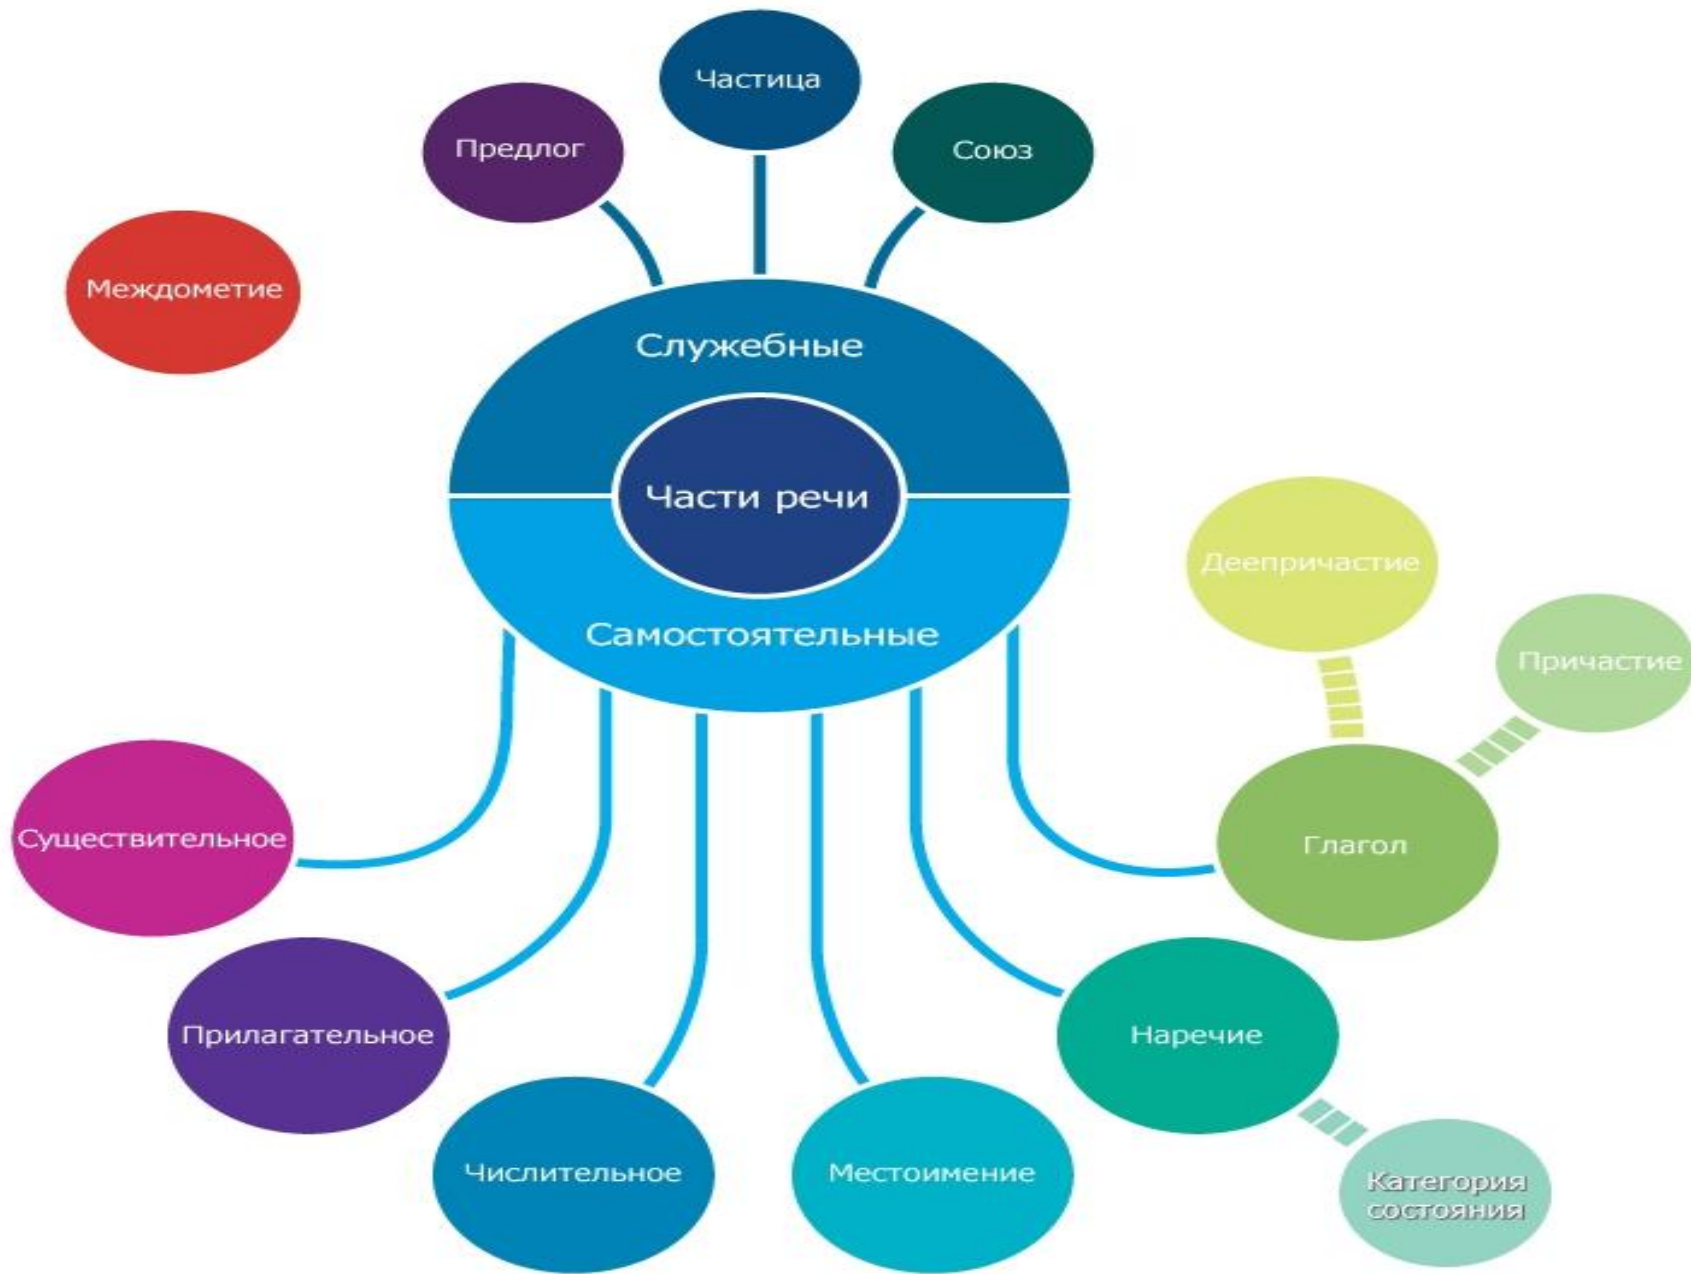 Частица
Предлог
Союз
Междометие
Служебные
Части речи
Самостоятельные
Деепричастие
Причастие
Существительное
Глагол
Прилагательное
Наречие
Числительное
Местоимение
Категория
состояния